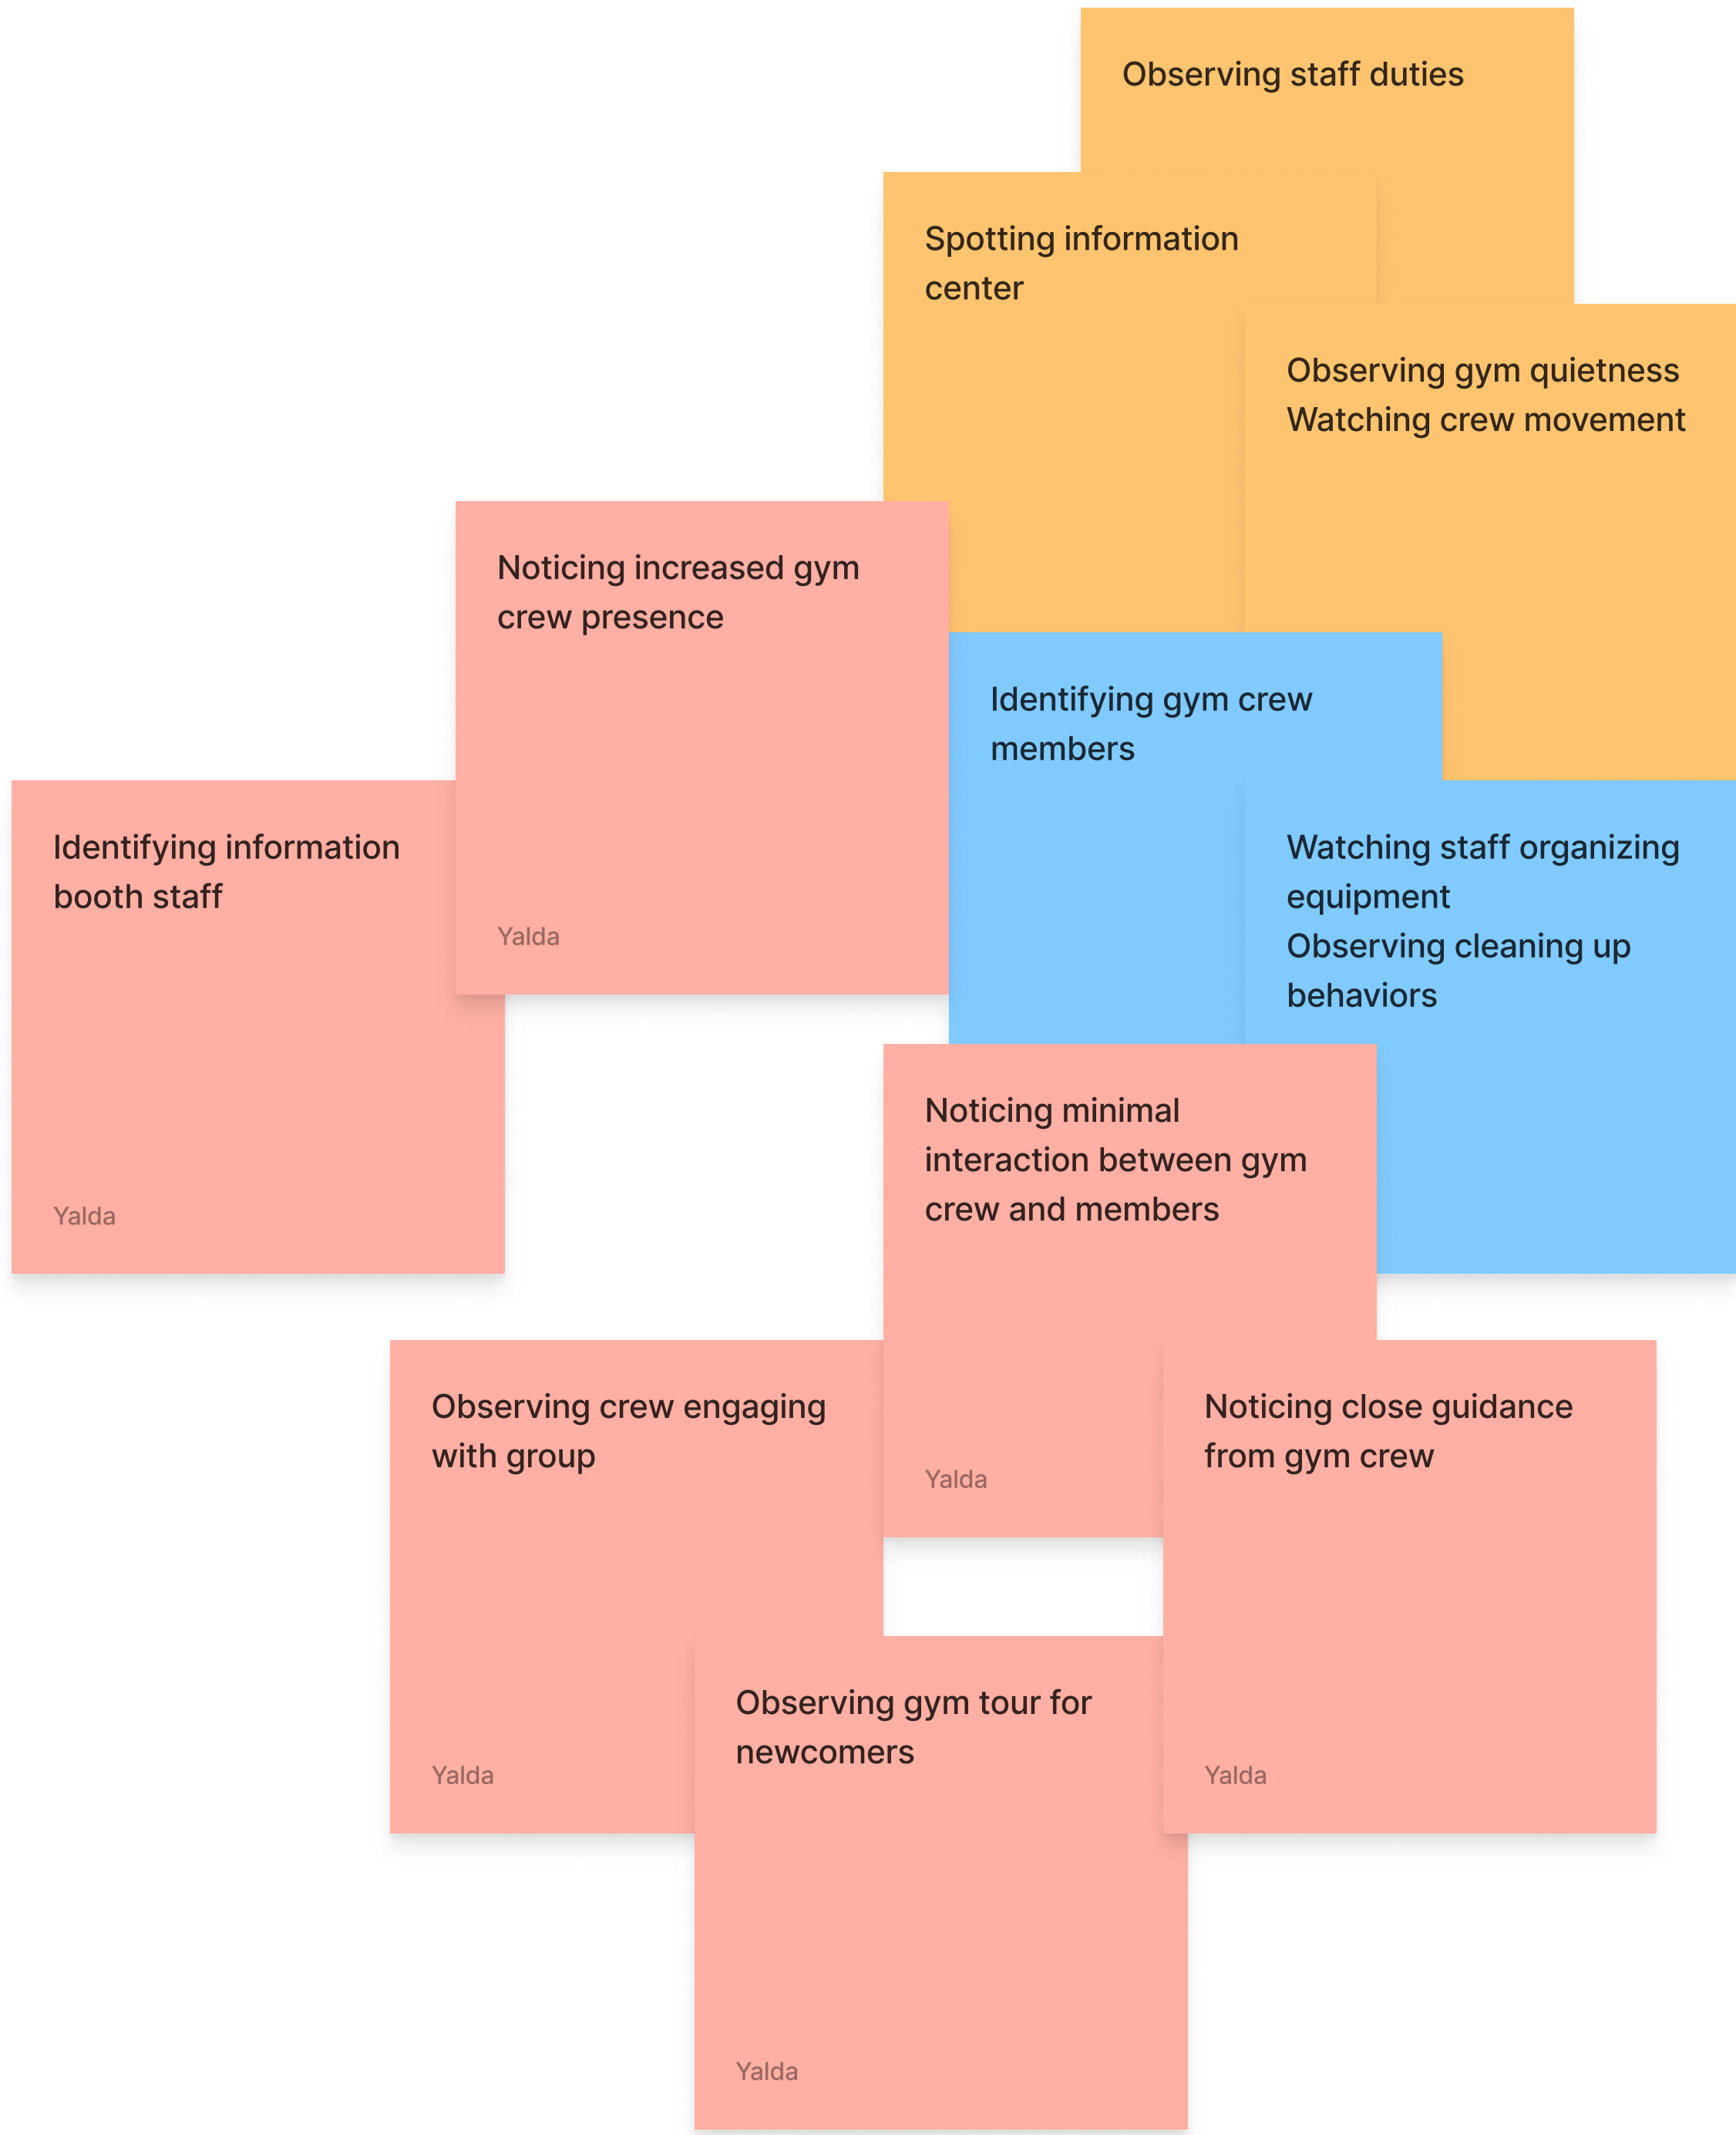 Observing staff duties
Spotting information
center
Observing gym quietness
Watching crew movement
Noticing increased gym
crew presence
Yalda
Identifying gym crew
members
Identifying information
booth staff
Yalda
Watching staff organizing
equipment
Observing cleaning up
behaviors
Noticing minimal
interaction between gym
crew and members
Yalda
Observing crew engaging
with group
Yalda
Noticing close guidance
from gym crew
Yalda
Observing gym tour for
newcomers
Yalda